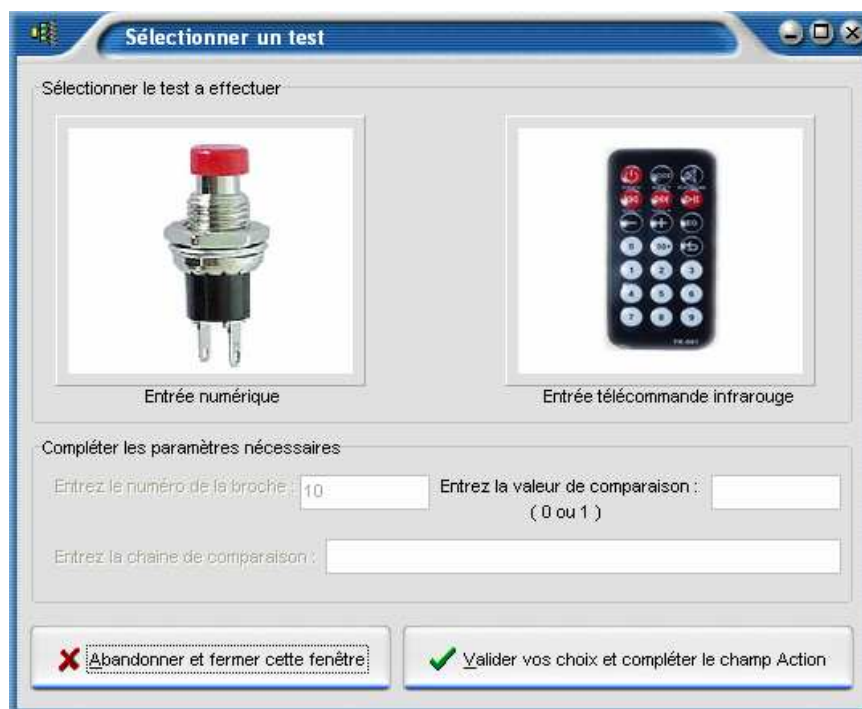 Sélectionner un test
Sélectionner le test a effectuer
Entrée numérique
Entrée télécommande infrarouge
Compléter les paramètres nécessaires
Entrez le numéro de la broche : 10 Entrez la valeur de comparaison :
( 0 ou 1 )
Entrez la chaine de comparaison :
Abandonner et fermer cette fenêtre Valider vos choix et compléter le champ Action